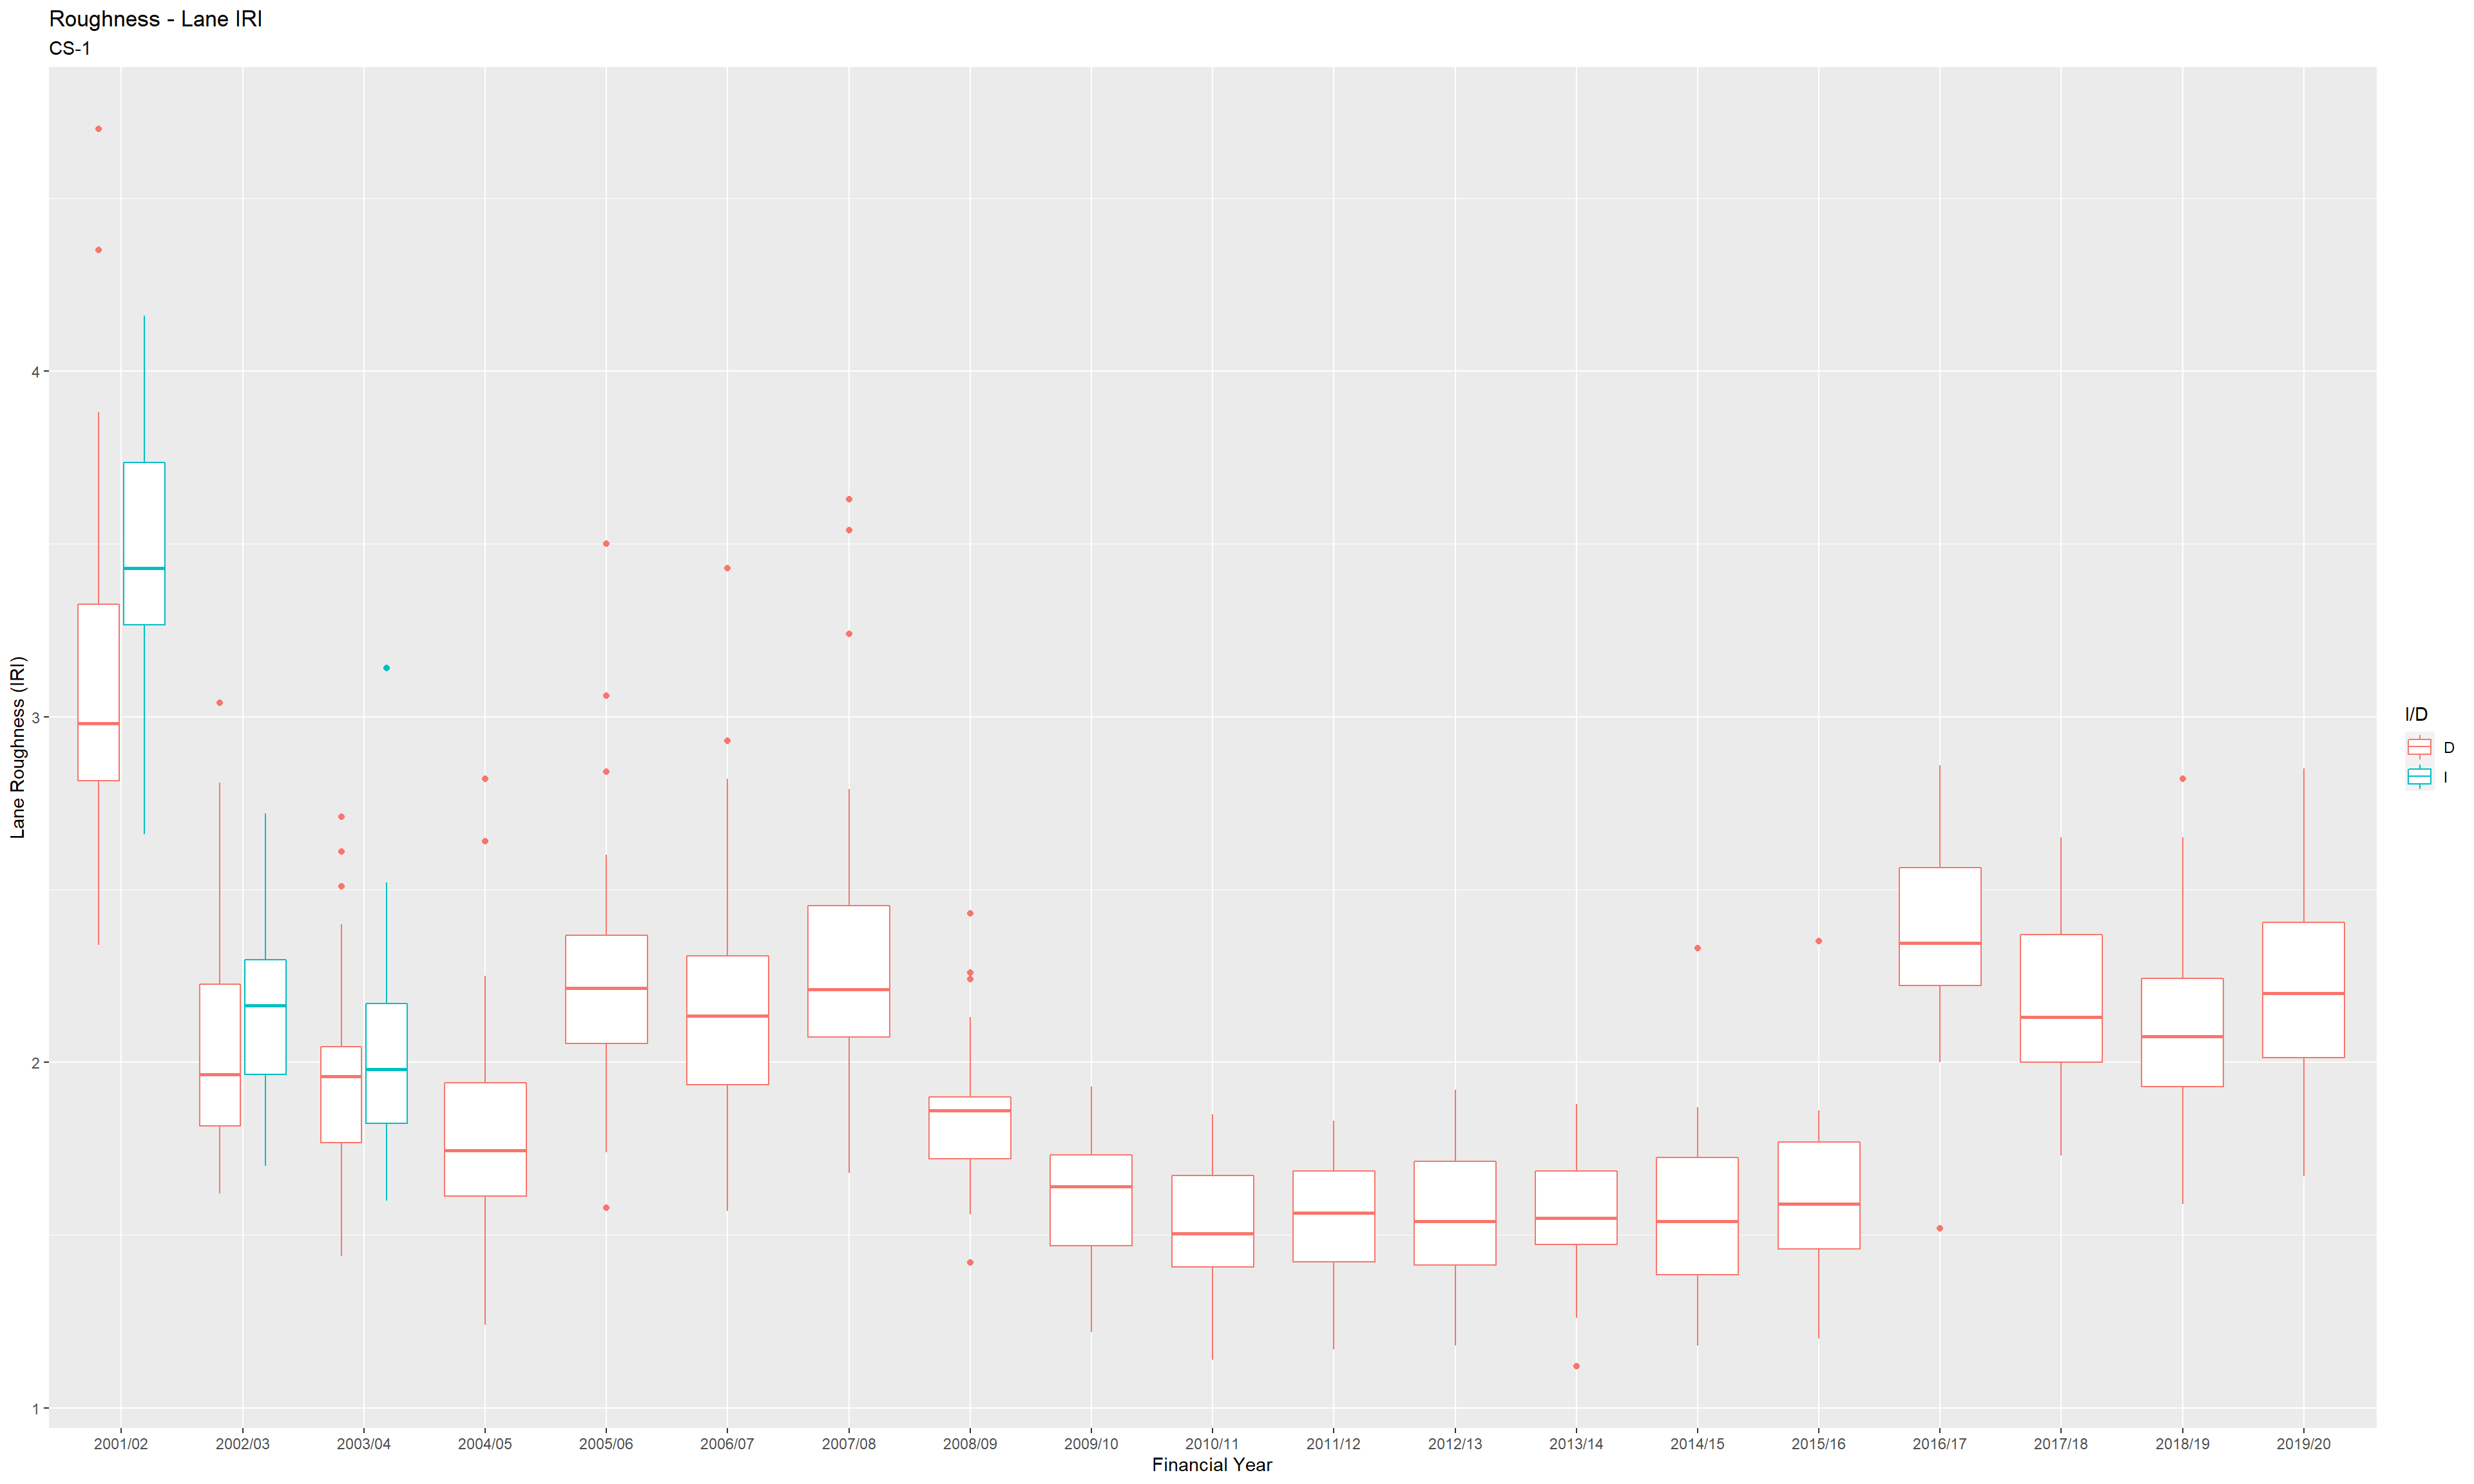 Roughness - Lane IRI
CS-1
Lane Roughness (IRI)
4
3
2
1
2001/02 2002/03 2003/04 2004/05 2005/06 2006/07 2007/08 2008/09 2009/10 2010/11 2011/12 2012/13 2013/14 2014/15 2015/16 2016/17 2017/18 2018/19 2019/20
Financial Year
I/D
D
I